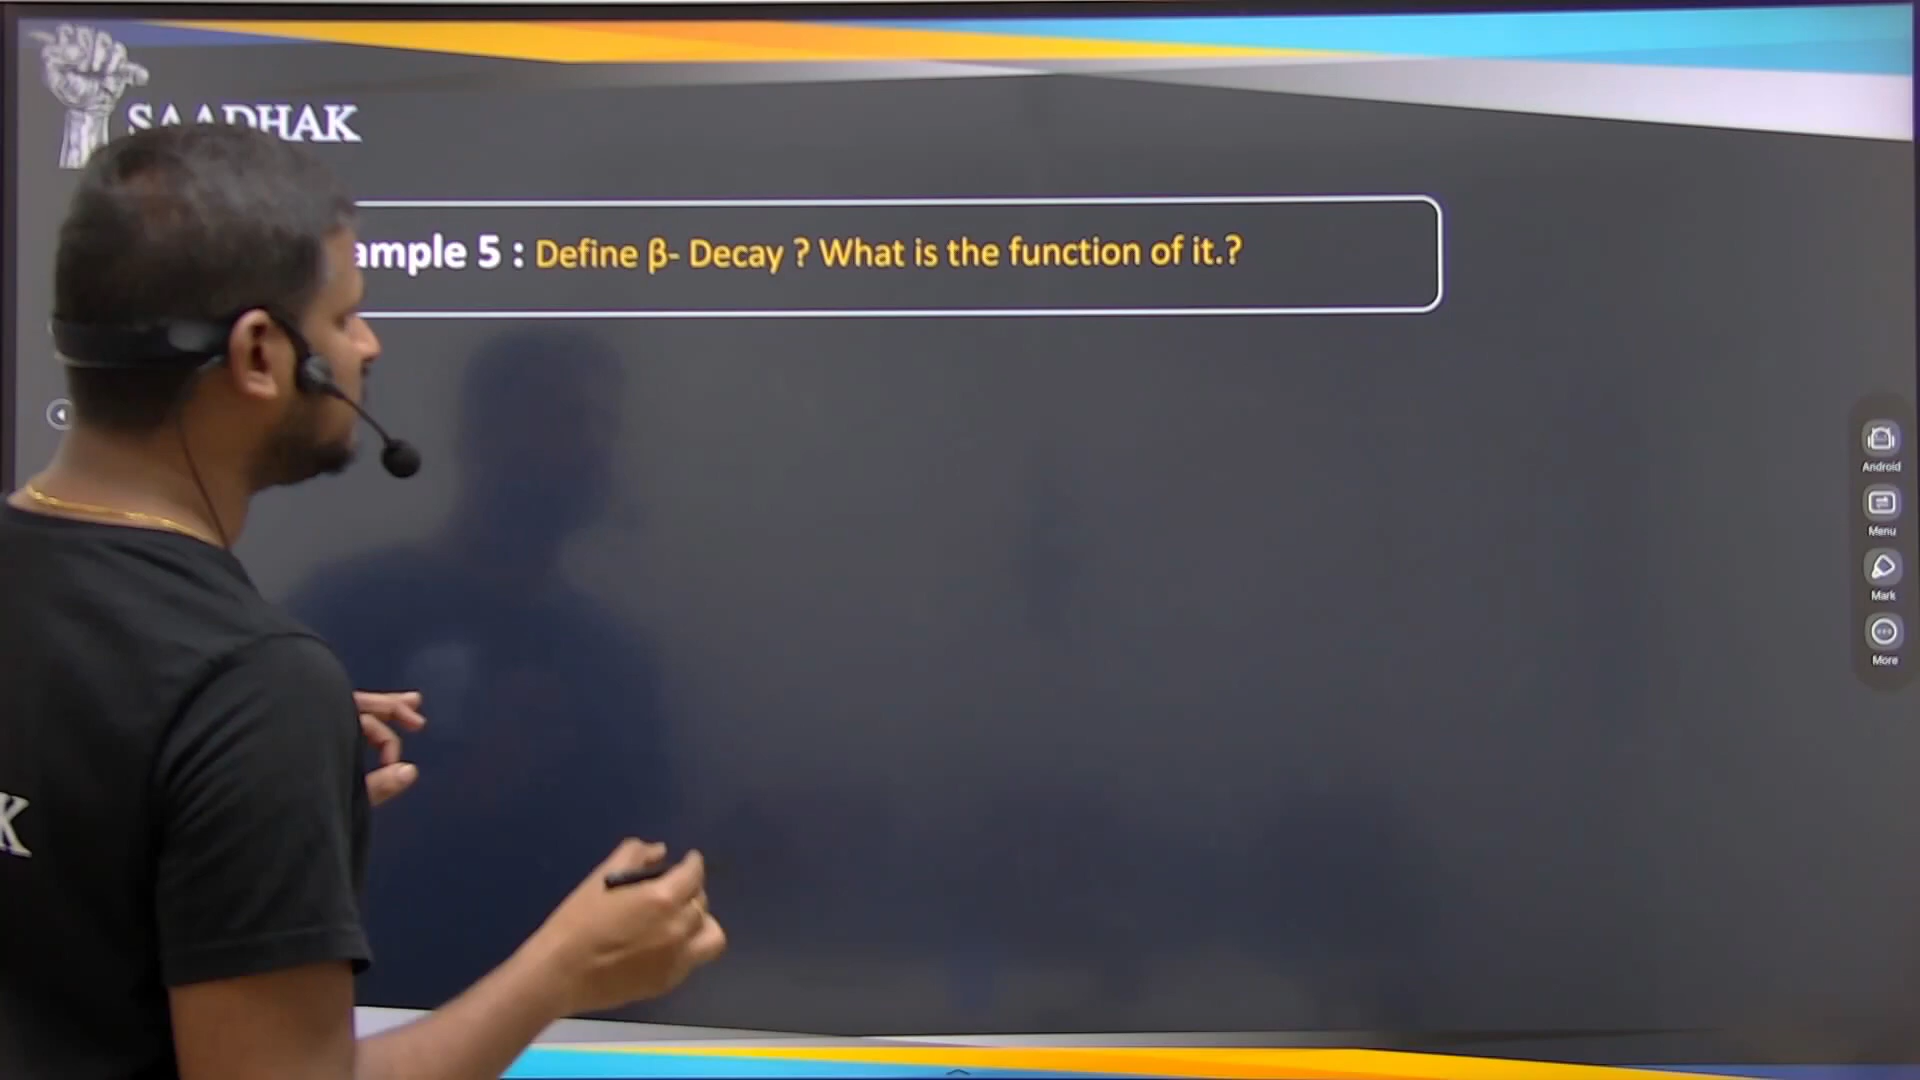 SAADHAK
ample 5 : Define β- Decay ? What is the function of it.?
Android
Menu
Mark
More
K